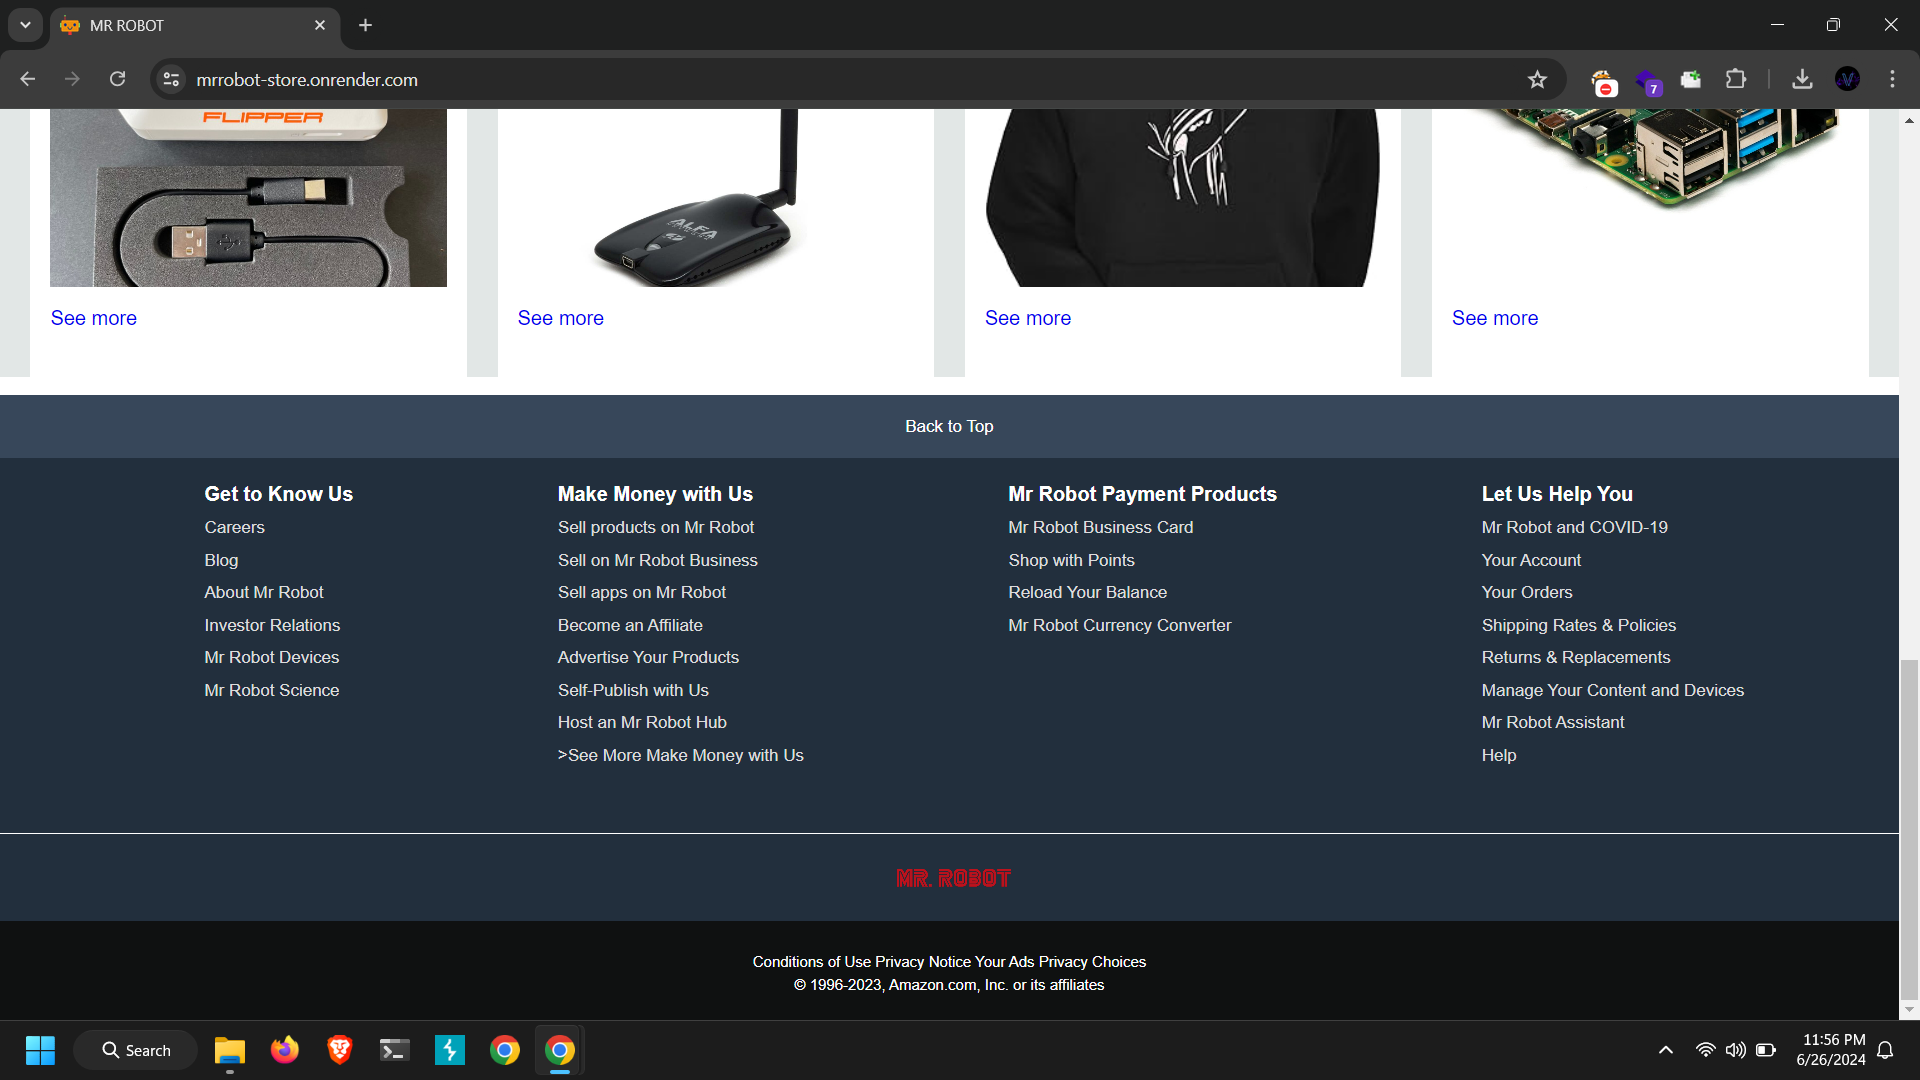 MR ROBOT
mrrobot-store.onrender.com
7
FLIPPER
ALFA
See more
See more
See more
See more
Back to Top
Get to Know Us
Careers
Blog
About Mr Robot
Investor Relations
Mr Robot Devices
Mr Robot Science
Make Money with Us
Sell products on Mr Robot
Sell on Mr Robot Business
Sell apps on Mr Robot
Become an Affiliate
Advertise Your Products
Self-Publish with Us
Host an Mr Robot Hub
>See More Make Money with Us
Mr Robot Payment Products
Mr Robot Business Card
Shop with Points
Reload Your Balance
Mr Robot Currency Converter
Let Us Help You
Mr Robot and COVID-19
Your Account
Your Orders
Shipping Rates & Policies
Returns & Replacements
Manage Your Content and Devices
Mr Robot Assistant
Help
MR. ROBOT
Conditions of Use Privacy Notice Your Ads Privacy Choices
© 1996-2023, Amazon.com, Inc. or its affiliates
Search
11:56 PM
6/26/2024